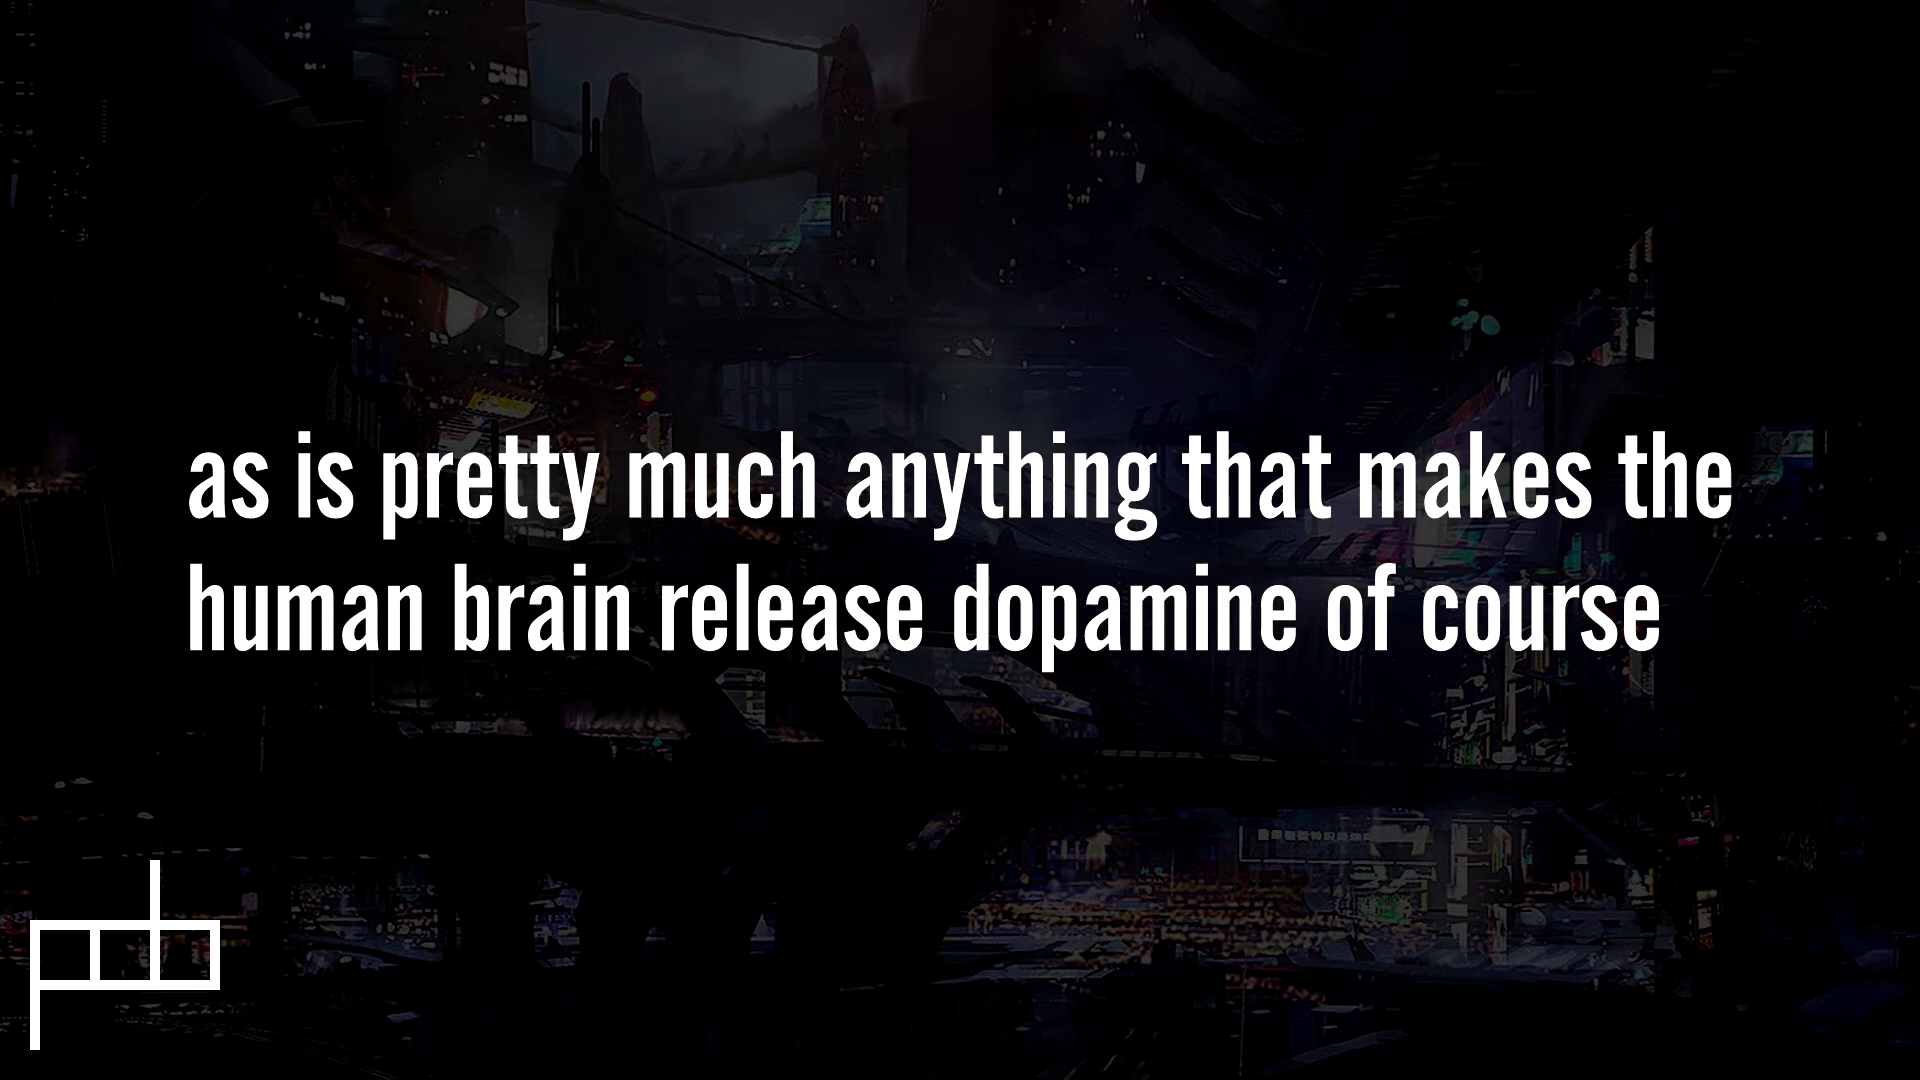 as is pretty much anything that makes the
human brain release dopamine of course